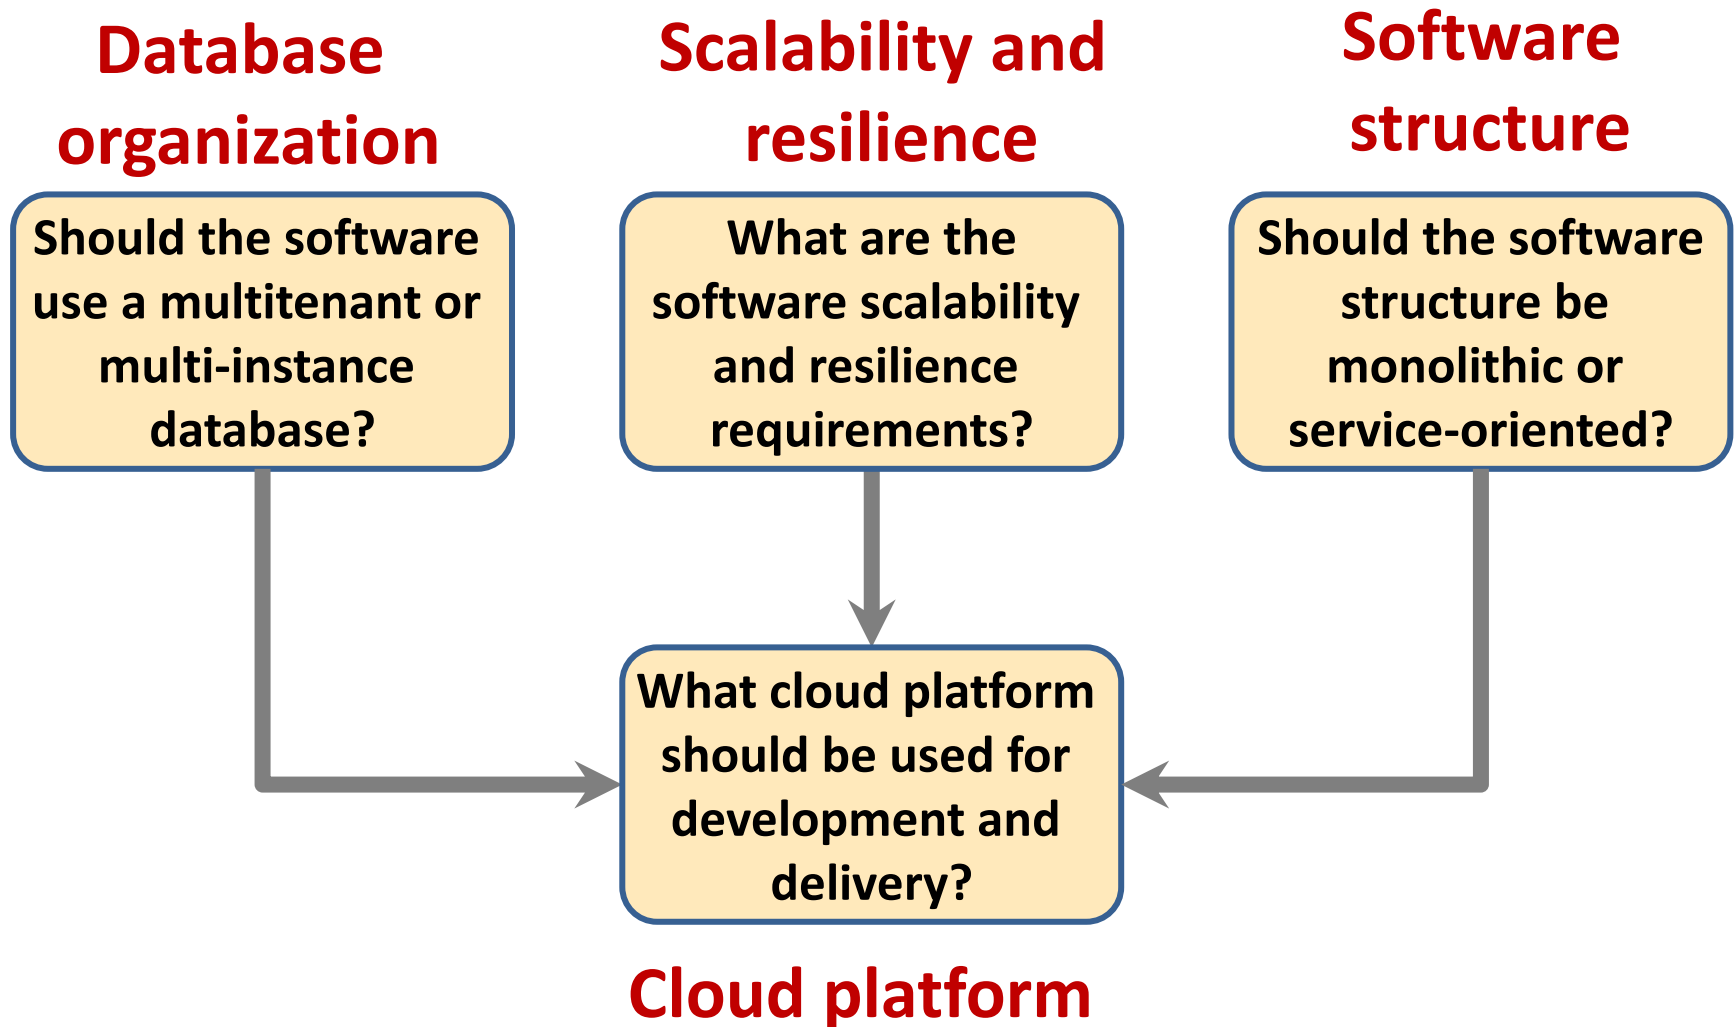 Database
organization
Should the software
use a multitenant or
multi-instance
database?
Scalability and
resilience
What are the
software scalability
and resilience
requirements?
Software
structure
Should the software
structure be
monolithic or
service-oriented?
What cloud platform
should be used for
development and
delivery?
Cloud platform